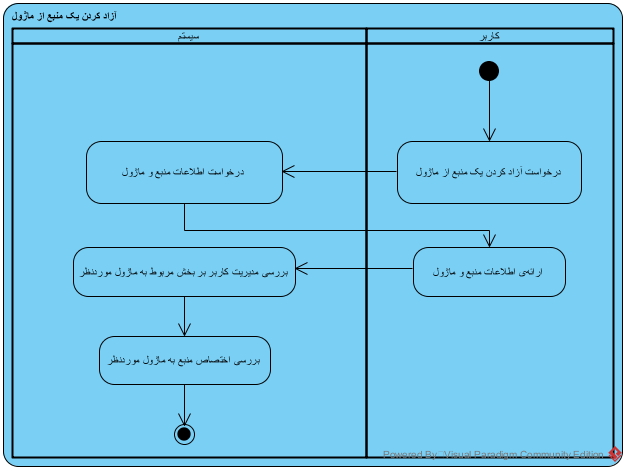 آزاد کردن یک منبع از ماژول
کاربر
سیستم
درخواست آزاد کردن یک منبع از ماژول
درخواست اطلاعات منبع و ماژول
ارائه‌ی اطلاعات منبع و ماژول
بررسی مدیریت کاربر بر بخش مربوط به ماژول موردنظر
بررسی اختصاص منبع به ماژول موردنظر
Powered By Visual Paradigm Community Edition